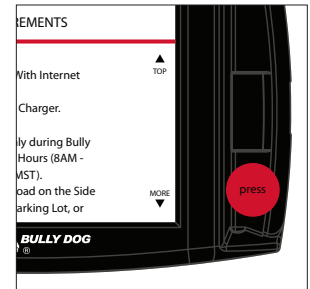 EMENTS
TOP
With Internet
Charger.
ly during Bully
Hours (8AM -
MST).
oad on the Side
arking Lot, or
MORE
press
BULLY DOG
®